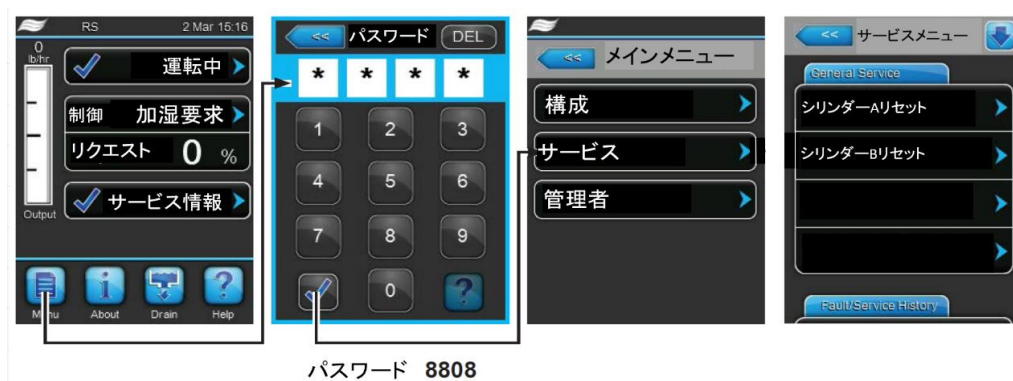 RS 2 Mar 15:16
0
lb/hr
運転中
制御 加湿要求
リクエスト 0 %
サービス情報
Output
Menu About Drain Help
<< パスワード DEL
* * * *
1 2 3
4 5 6
7 8 9
0 ?
パスワード 8808
<< メインメニュー
構成
サービス
管理者
<< サービスメニュー
General Service
シリンダーAリセット
シリンダーBリセット
Fault/Service History